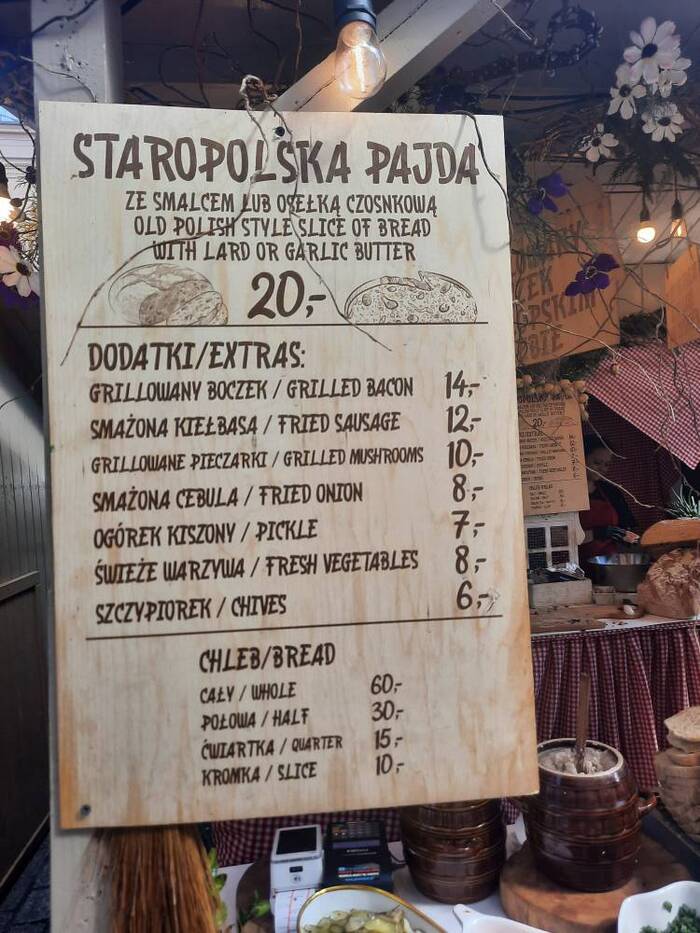 STAROPOLSKA PAJDA
ZE SMALCEM LUB OSEŁKĄ CZOSNKOWĄ
OLD POLISH STYLE SLICE OF BREAD
WITH LARD OR GARLIC BUTTER
20,-
DODATKI/EXTRAS:
GRILLOWANY BOCZEK / GRILLED BACON 14,-
SMAŻONA KIEŁBASA / FRIED SAUSAGE 12,-
GRILLOWANE PIECZARKI / GRILLED MUSHROOMS 10,-
SMAŻONA CEBULA / FRIED ONION 8,-
OGÓREK KISZONY / PICKLE 7,-
ŚWIEŻE WARZYWA / FRESH VEGETABLES 8,-
SZCZYPIOREK / CHIVES 6,-
CHLEB/BREAD
CAŁY / WHOLE 60,-
POŁOWA / HALF 30,-
ĆWIARTKA / QUARTER 15,-
KROMKA / SLICE 10,-